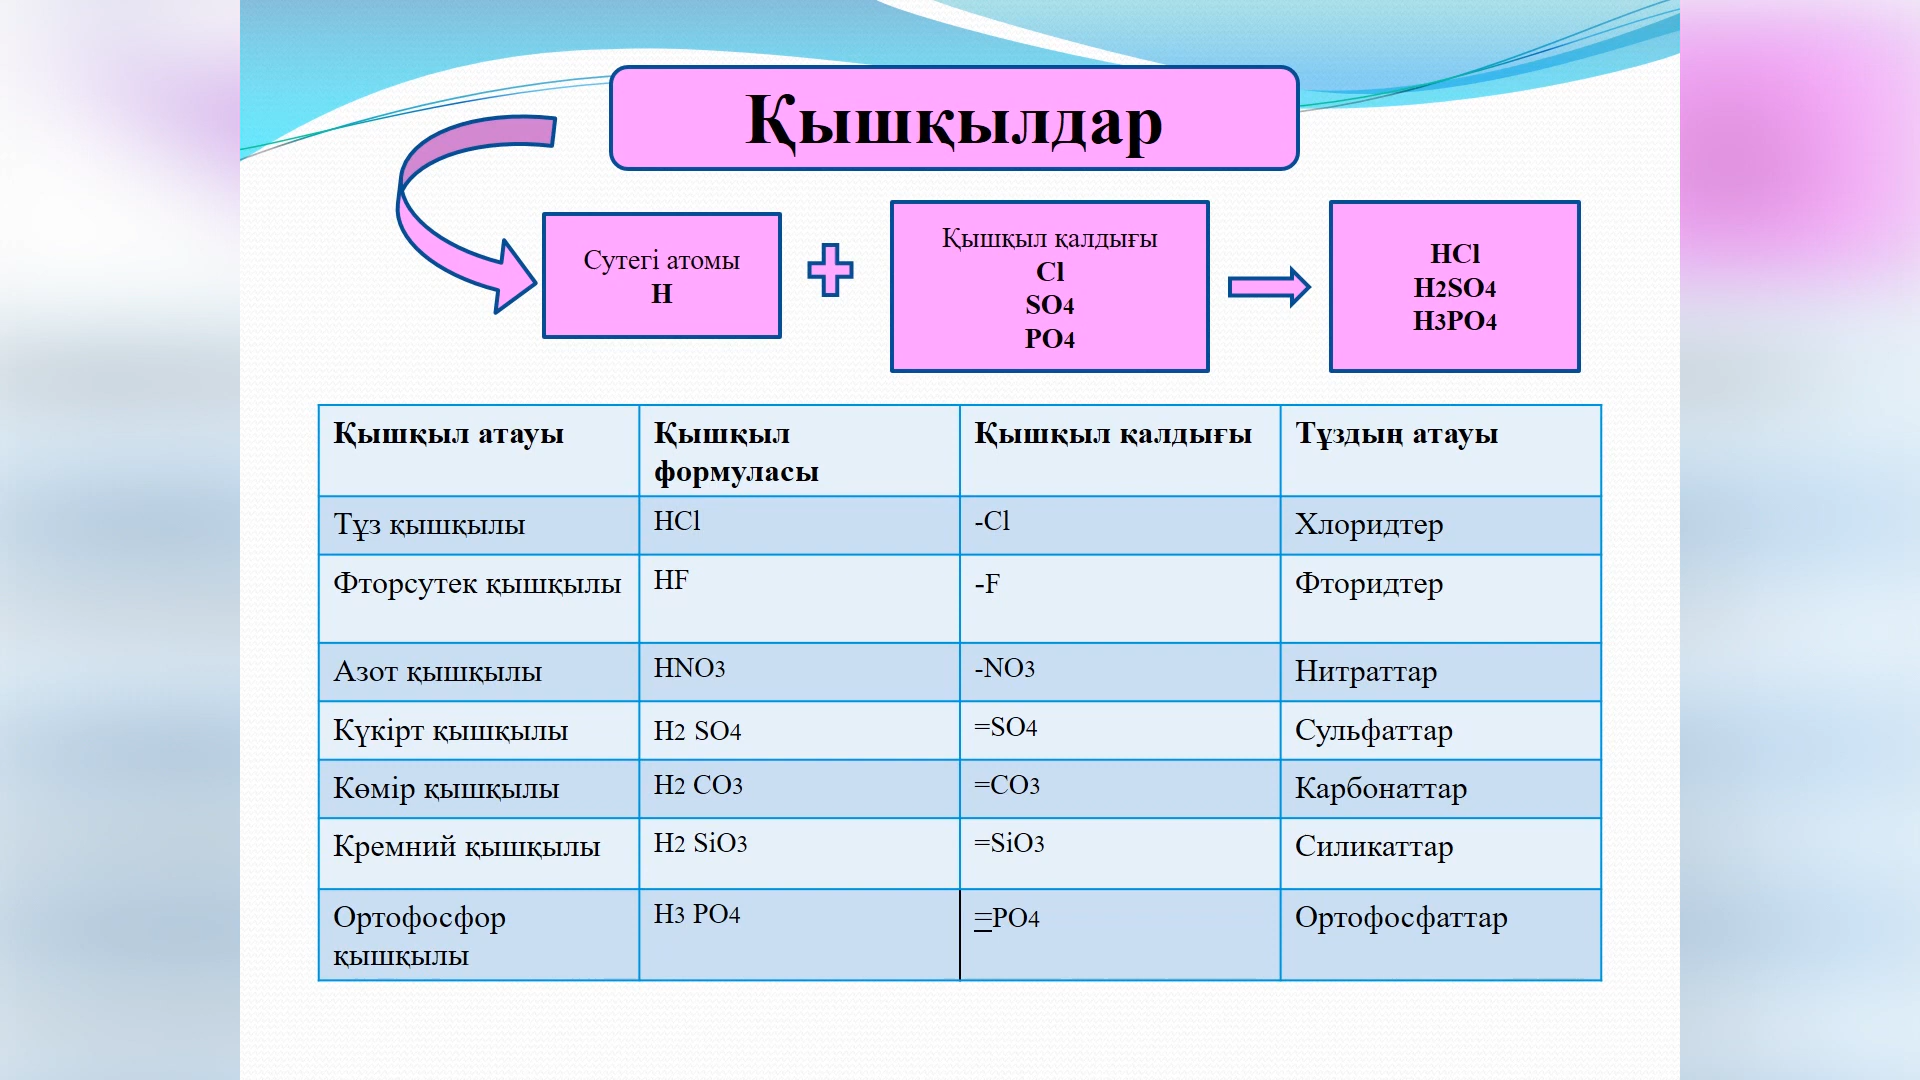 Қышқылдар
Сутегі атомы
H
Қышқыл қалдығы
Cl
SO4
PO4
HCl
H2SO4
H3PO4
Қышқыл атауы
Қышқыл
формуласы
Қышқыл қалдығы
Тұздың атауы
Тұз қышқылы
HCl
-Cl
Хлоридтер
Фторсутек қышқылы
HF
-F
Фторидтер
Азот қышқылы
HNO3
-NO3
Нитраттар
Күкірт қышқылы
H2 SO4
=SO4
Сульфаттар
Көмір қышқылы
H2 CO3
=CO3
Карбонаттар
Кремний қышқылы
H2 SiO3
=SiO3
Силикаттар
Ортофосфор
қышқылы
H3 PO4
≡PO4
Ортофосфаттар